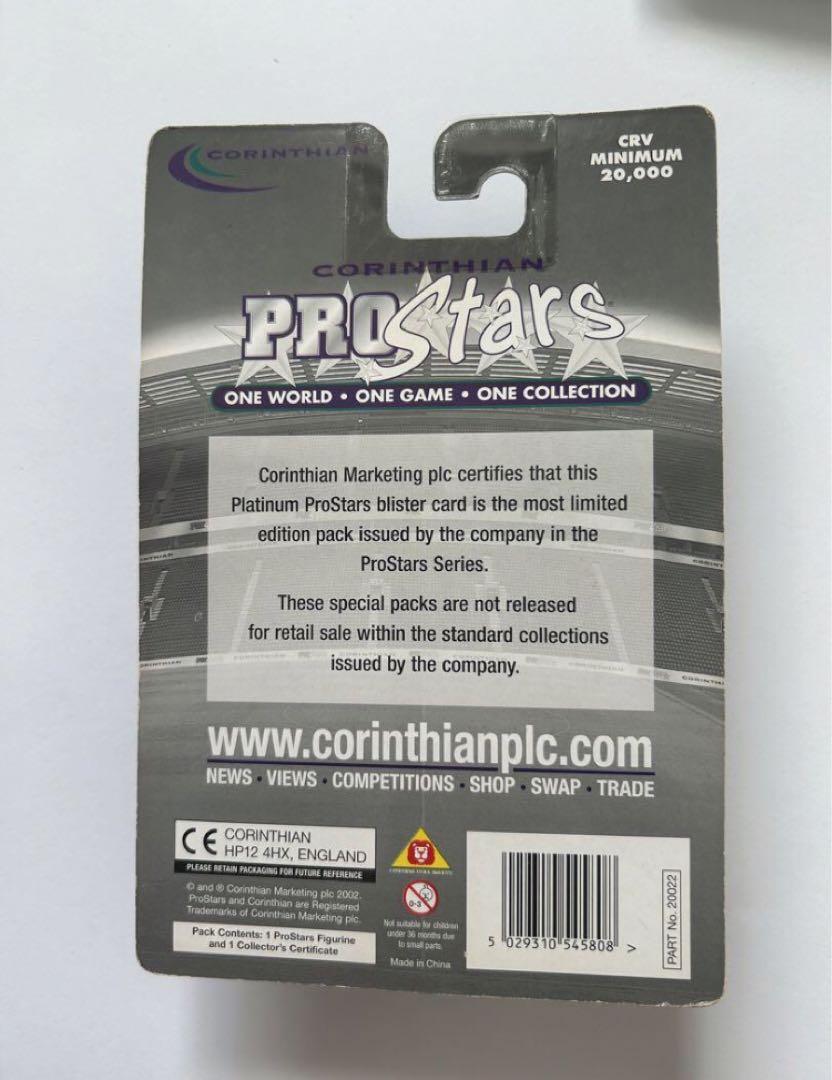 CORINTHIAN
CRV
MINIMUM
20,000
CORINTHIAN
PROStars
ONE WORLD • ONE GAME • ONE COLLECTION
Corinthian Marketing plc certifies that this
Platinum ProStars blister card is the most limited
edition pack issued by the company in the
ProStars Series.
These special packs are not released
for retail sale within the standard collections
issued by the company.
www.corinthianplc.com
NEWS • VIEWS • COMPETITIONS • SHOP • SWAP • TRADE
CE CORINTHIAN
HP12 4HX, ENGLAND
PLEASE RETAIN PACKAGING FOR FUTURE REFERENCE
© and ® Corinthian Marketing plc 2002.
ProStars and Corinthian are Registered
Trademarks of Corinthian Marketing plc.
Pack Contents: 1 ProStars Figurine
and 1 Collector's Certificate
0-3
Not suitable for children
under 36 months due
to small parts.
Made in China
5 029310 545808 >
PART No. 20022